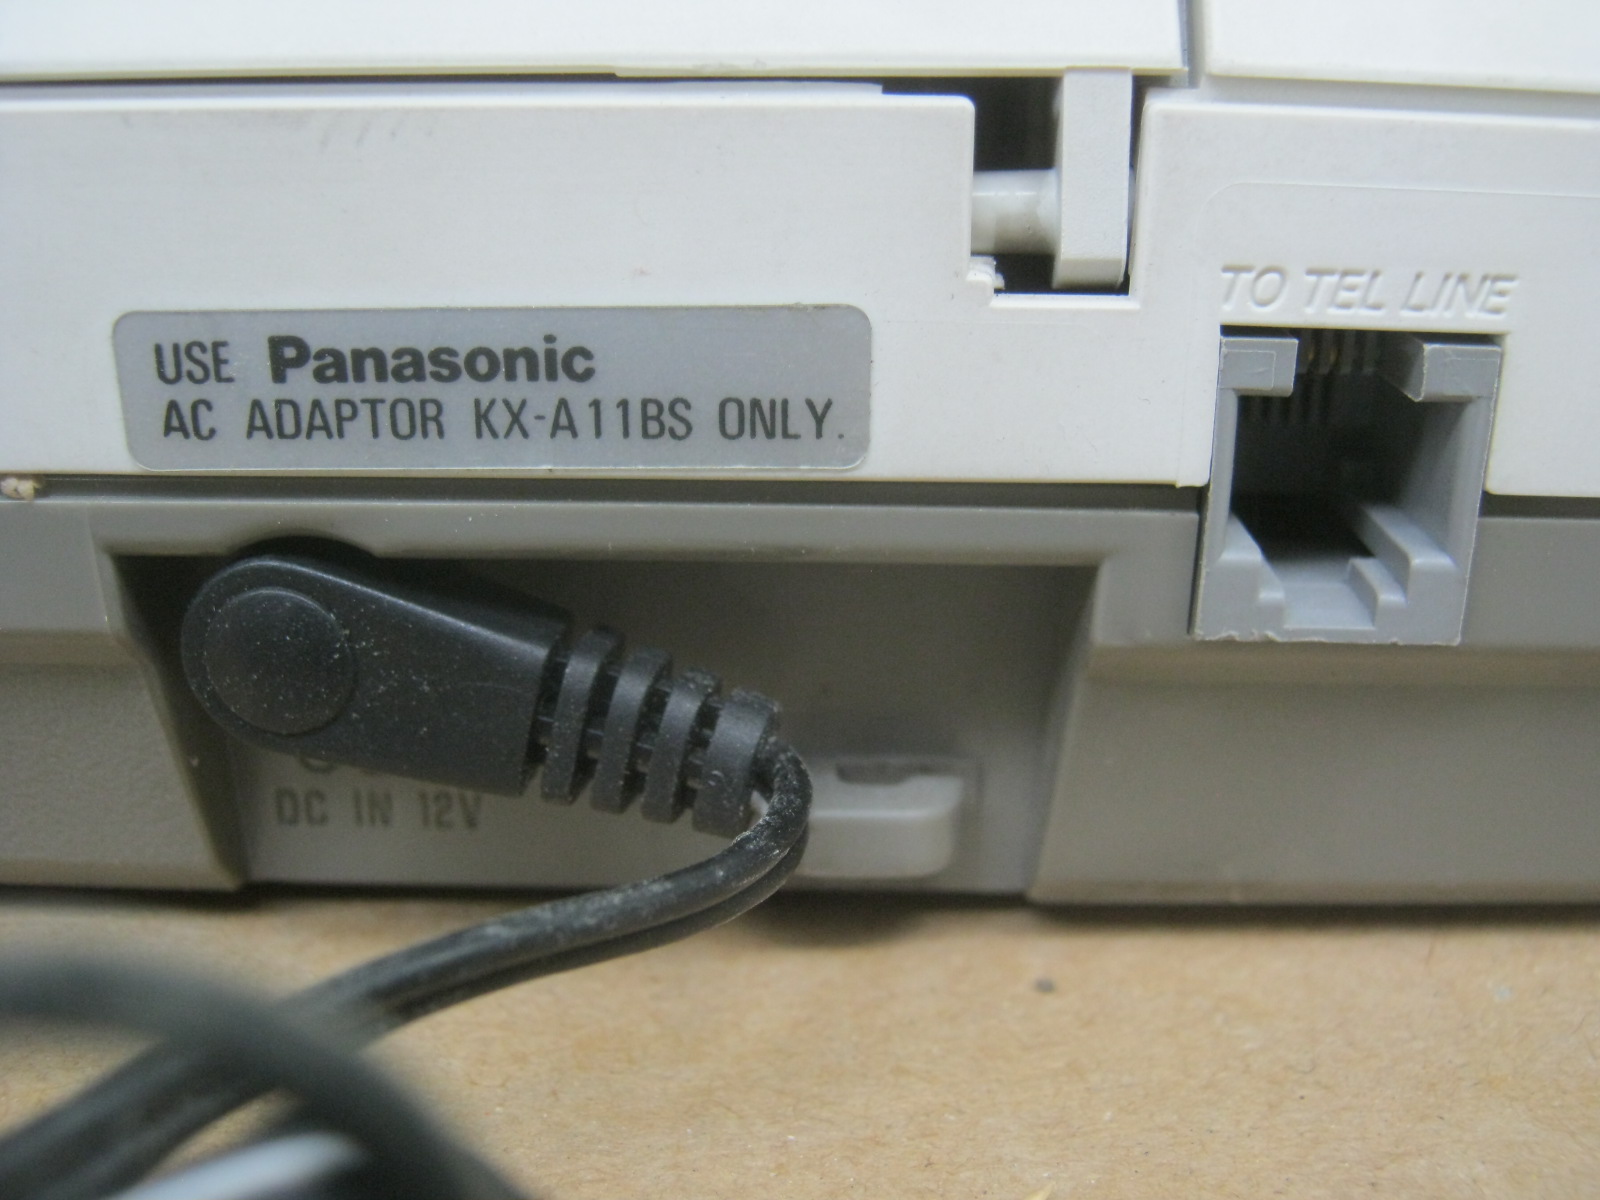 TO TEL LINE
USE Panasonic
AC ADAPTOR KX-A11BS ONLY.
DC IN 12V